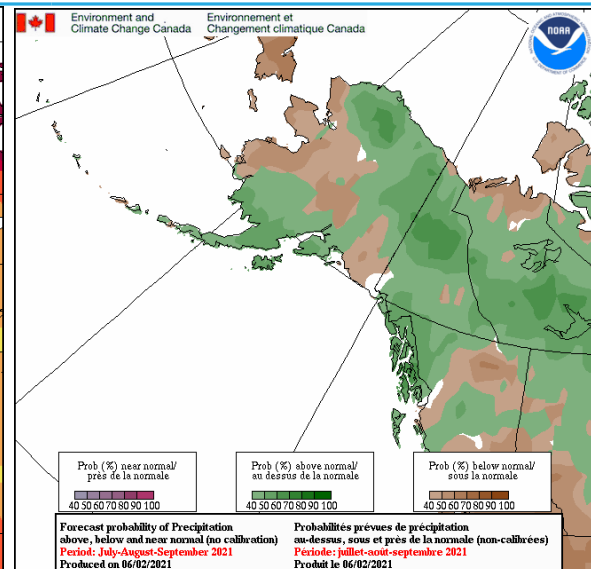 Environment and Environnement et
Climate Change Canada Changement climatique Canada
NOAA
Prob (%) near normal/
près de la normale
40 50 60 70 80 90 100
Prob (%) above normal/
au dessus de la normale
40 50 60 70 80 90 100
Prob (%) below normal/
sous la normale
40 50 60 70 80 90 100
Forecast probability of Precipitation
above, below and near normal (no calibration)
Period: July-August-September 2021
Produced on 06/02/2021
Probabilités prévues de précipitation
au-dessus, sous et près de la normale (non-calibrées)
Période: juillet-août-septembre 2021
Produit le 06/02/2021